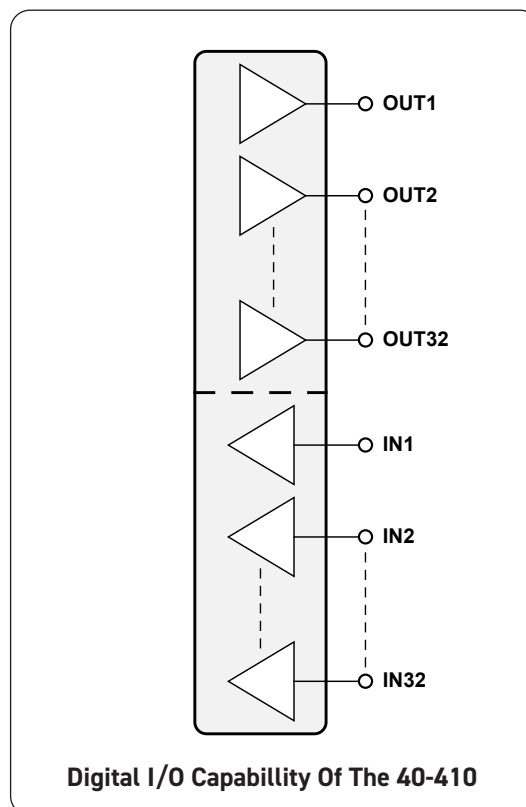 OUT1
OUT2
OUT32
IN1
IN2
IN32
Digital I/O Capabillity Of The 40-410